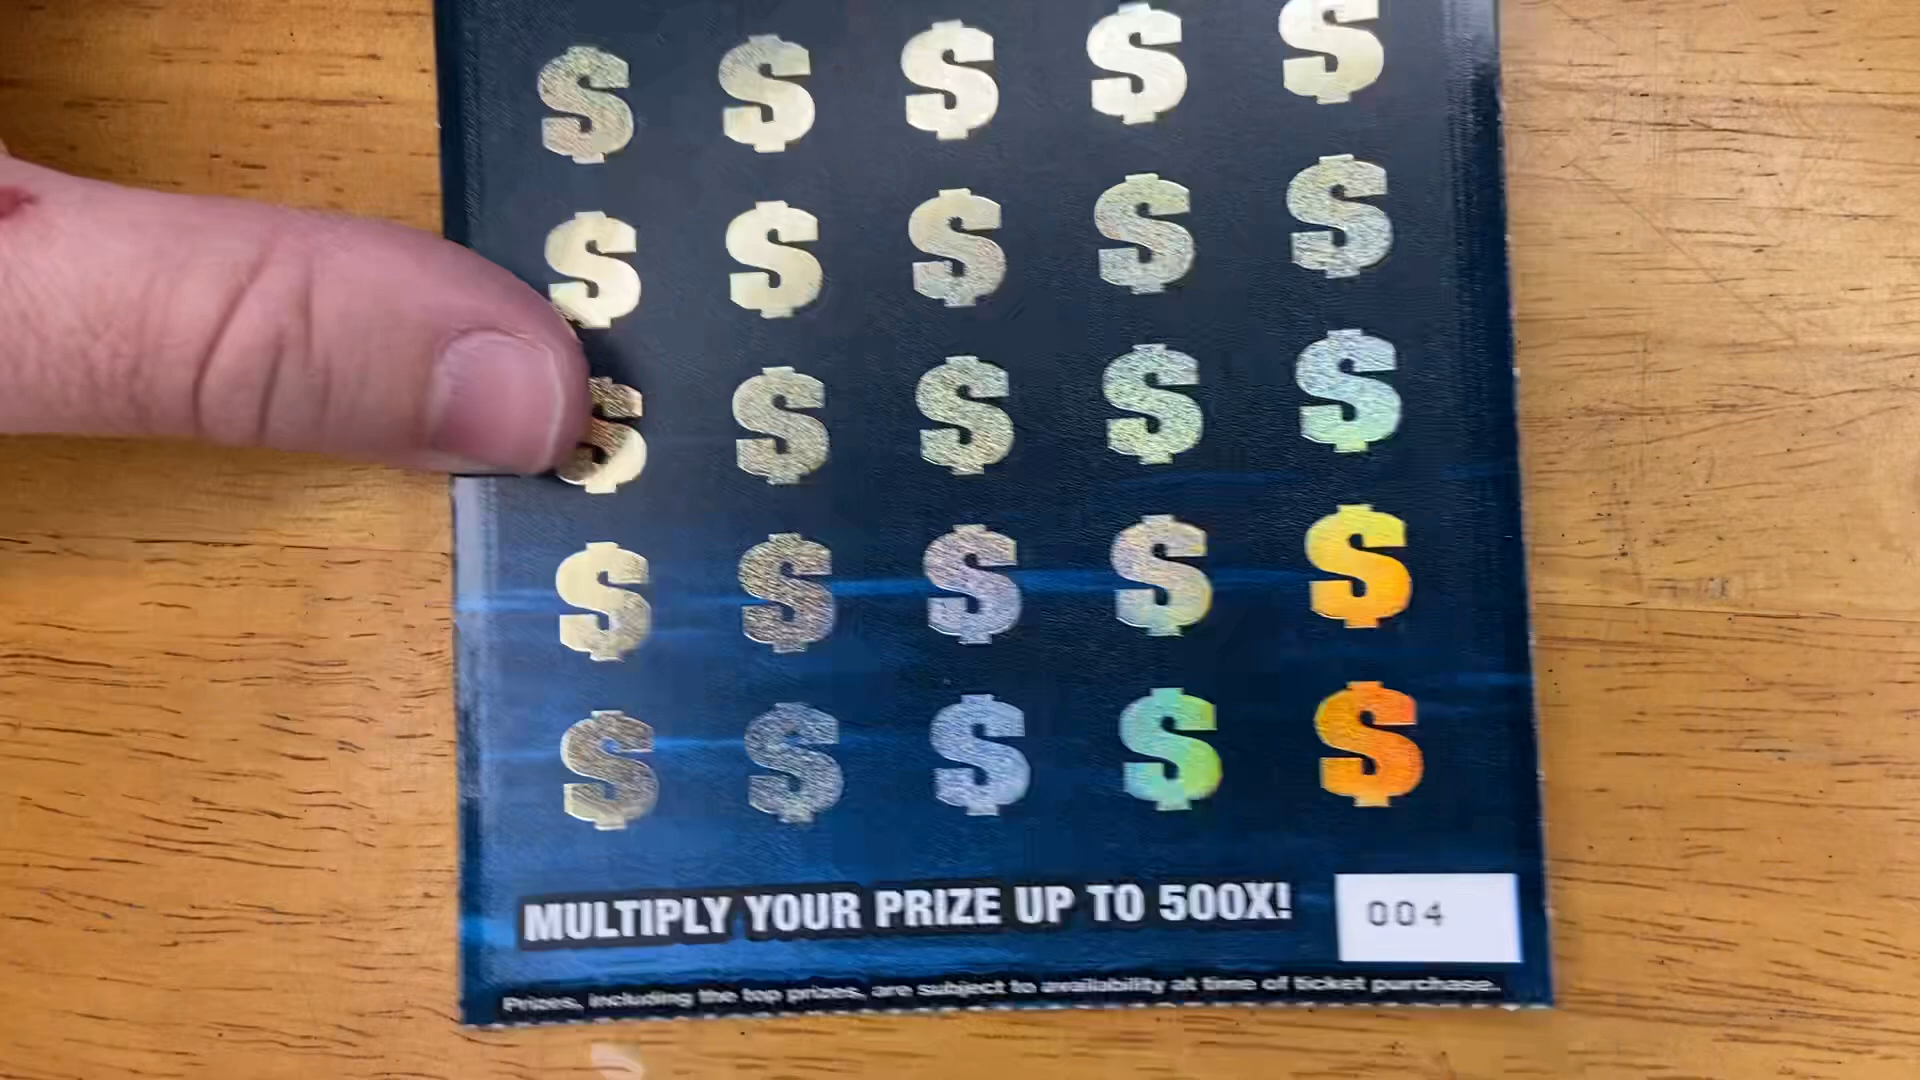 $ $ $ $ $
$ $ $ $ $
$ $ $ $ $
$ $ $ $ $
$ $ $ $ $
MULTIPLY YOUR PRIZE UP TO 500X! 004
Prizes, including the top prizes, are subject to availability at time of ticket purchase.